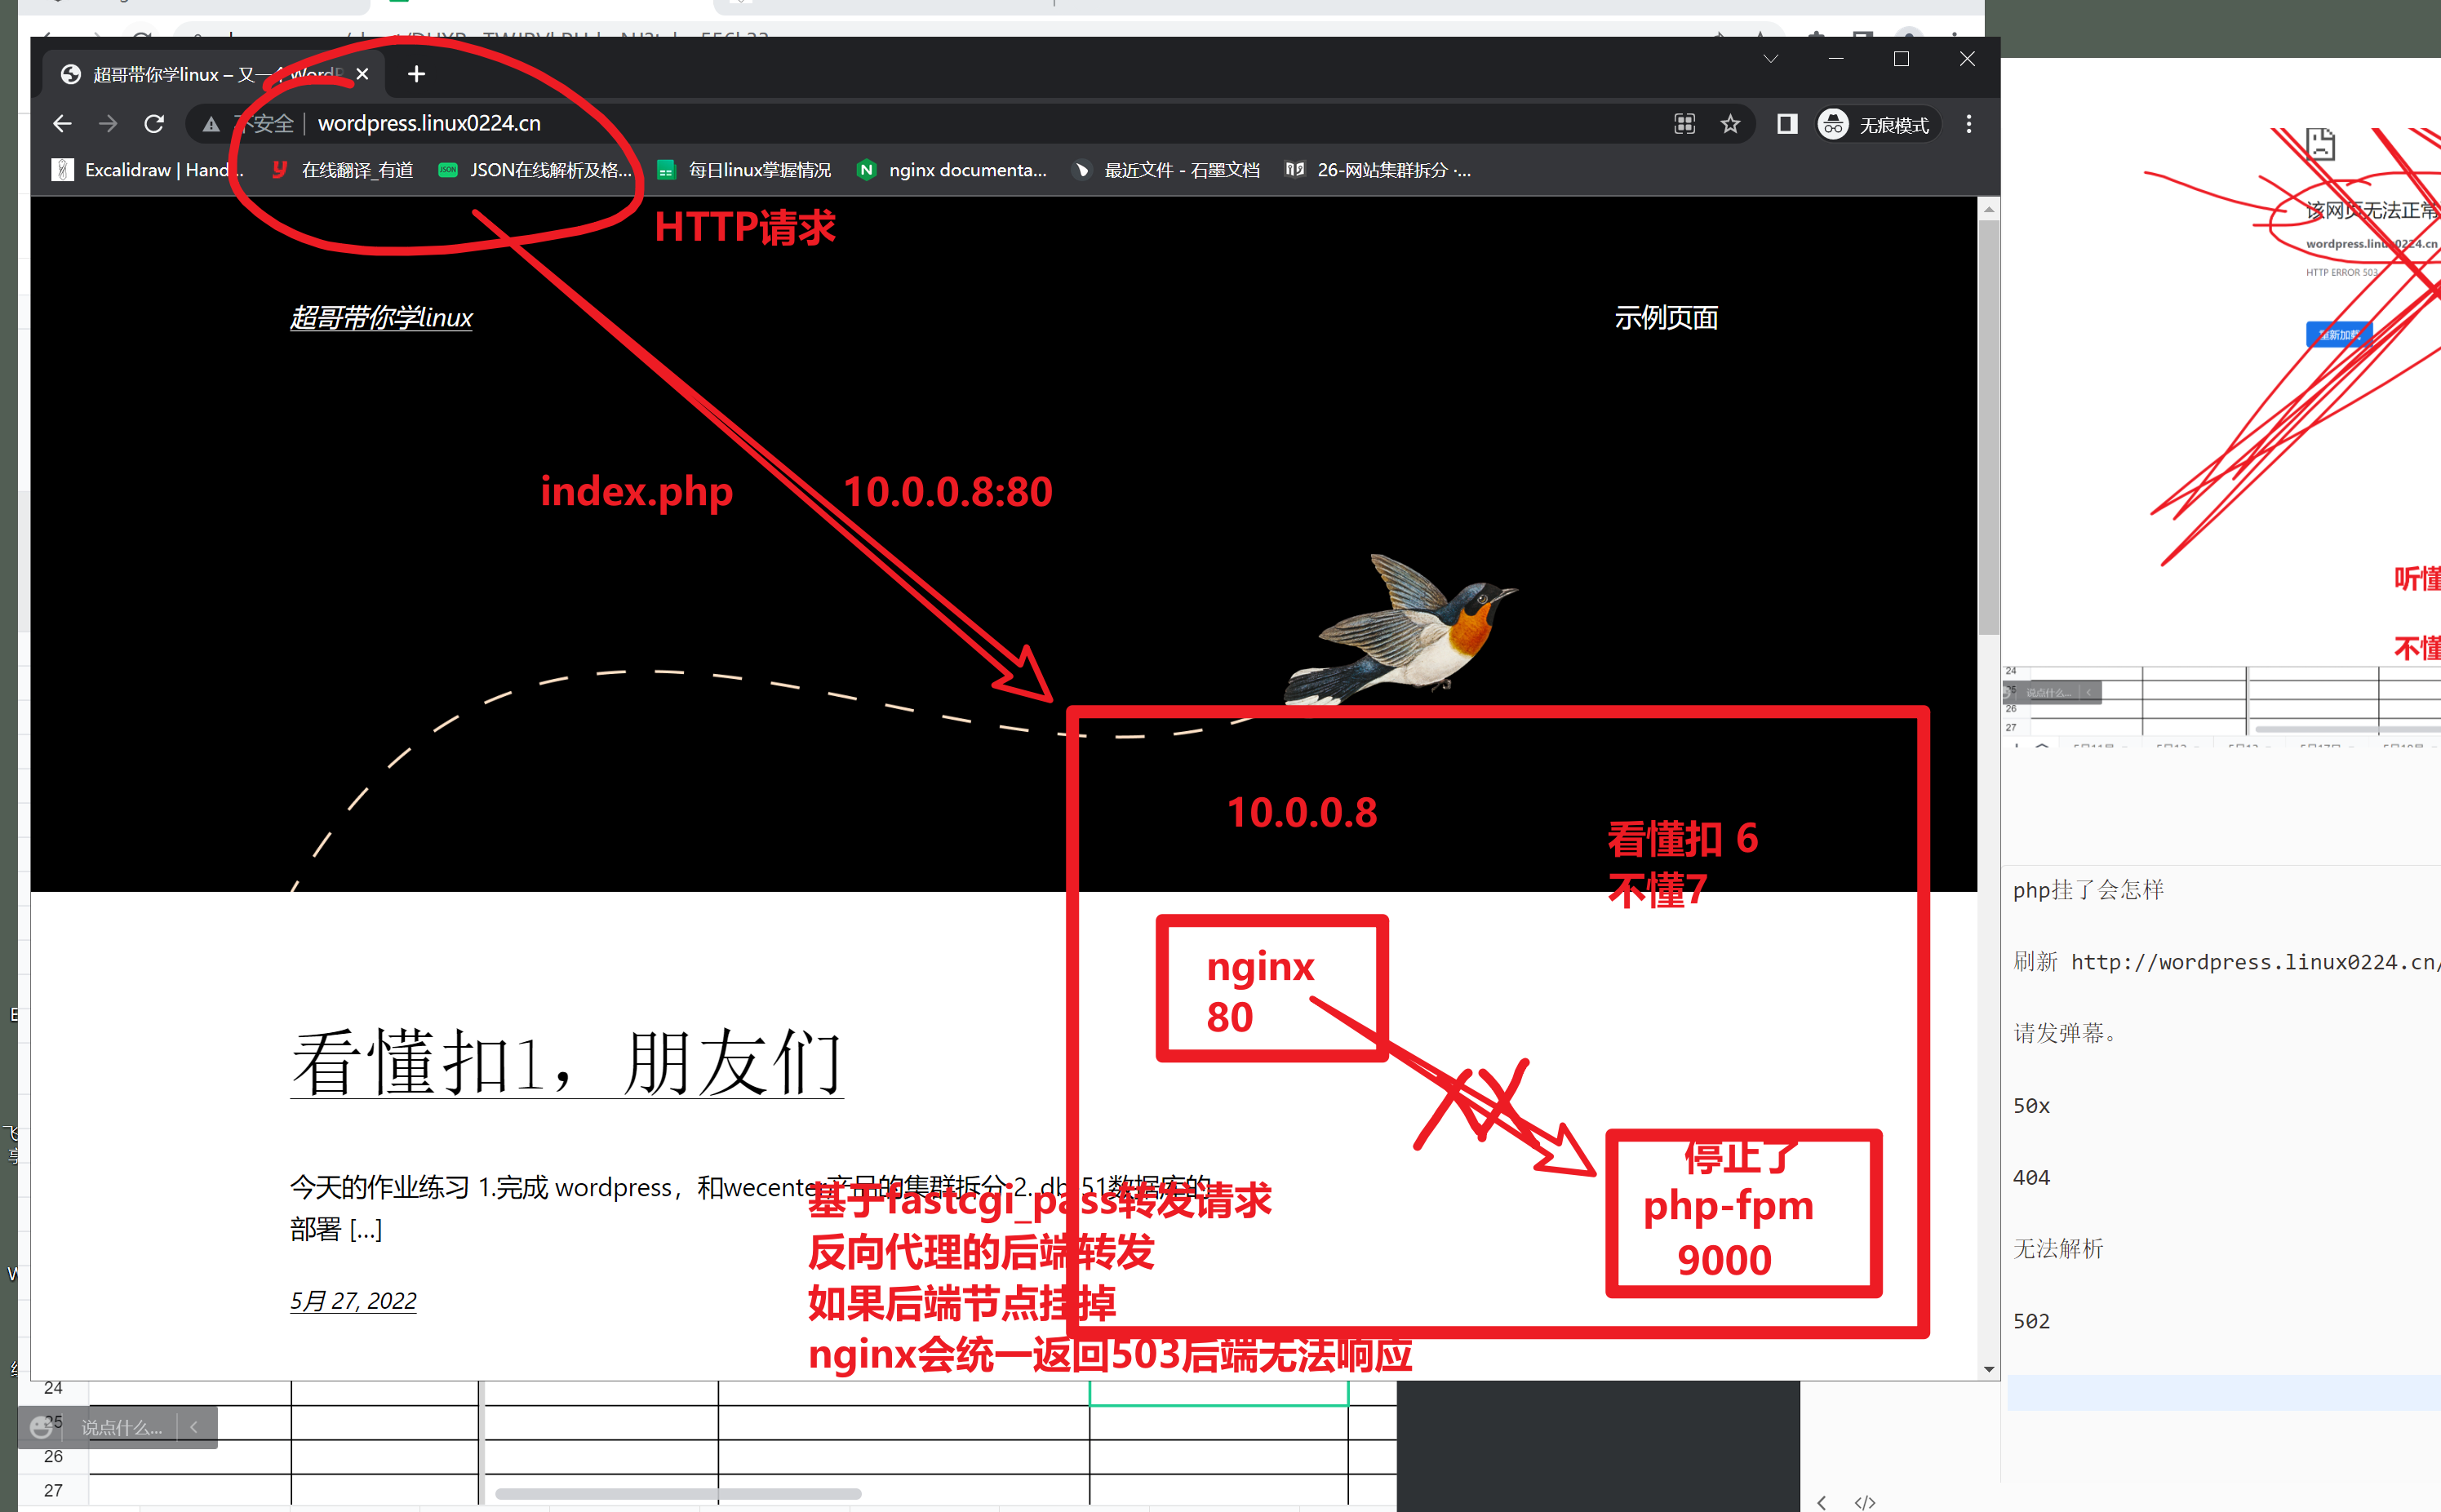 超哥带你学linux – 又一个 WordP
不安全
wordpress.linux0224.cn
无痕模式
Excalidraw | Hand...
在线翻译_有道
JSON在线解析及格...
每日linux掌握情况
nginx documenta...
最近文件 - 石墨文档
26-网站集群拆分 ·...
HTTP请求
超哥带你学linux
示例页面
index.php
10.0.0.8:80
10.0.0.8
看懂扣 6
不懂7
nginx
80
看懂扣1，朋友们
停止了
php-fpm
9000
今天的作业练习 1.完成 wordpress，和wecenter产品的集群拆分 2. db-51数据库的
部署 [...]
基于fastcgi_pass转发请求
反向代理的后端转发
如果后端节点挂掉
nginx会统一返回503后端无法响应
5月 27, 2022
24
25
说点什么...
26
27
该网页无法正常
wordpress.linux0224.cn
HTTP ERROR 503
重新加载
听懂
不懂
24
说点什么...
26
27
php挂了会怎样
刷新 http://wordpress.linux0224.cn/
请发弹幕。
50x
404
无法解析
502